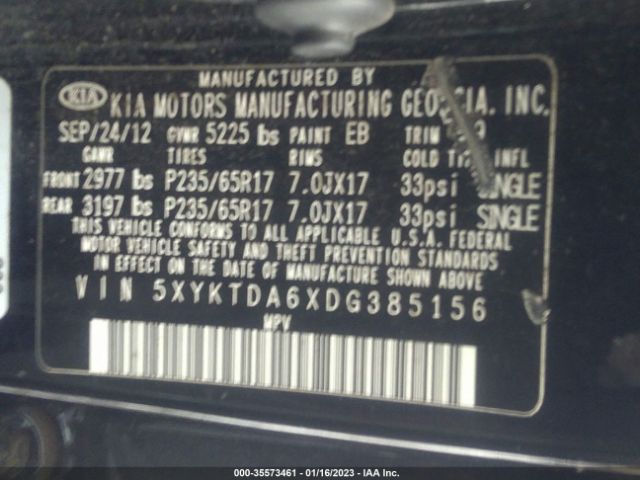 MANUFACTURED BY
KIA KIA MOTORS MANUFACTURING GEORGIA. INC.
SEP/24/12 GVWR 5225 lbs PAINT EB TRIM
GAWR TIRES RIMS COLD TIRE INFL
FRONT 2977 lbs P235/65R17 7.0JX17 33psi SINGLE
REAR 3197 lbs P235/65R17 7.0JX17 33psi SINGLE
THIS VEHICLE CONFORMS TO ALL APPLICABLE U.S.A. FEDERAL
MOTOR VEHICLE SAFETY AND THEFT PREVENTION STANDARDS
IN EFFECT ON THE DATE OF MANUFACTURE SHOWN ABOVE
VIN 5XYKTDA6XDG385156
MPV
000-35573461 - 01/16/2023 - IAA Inc.